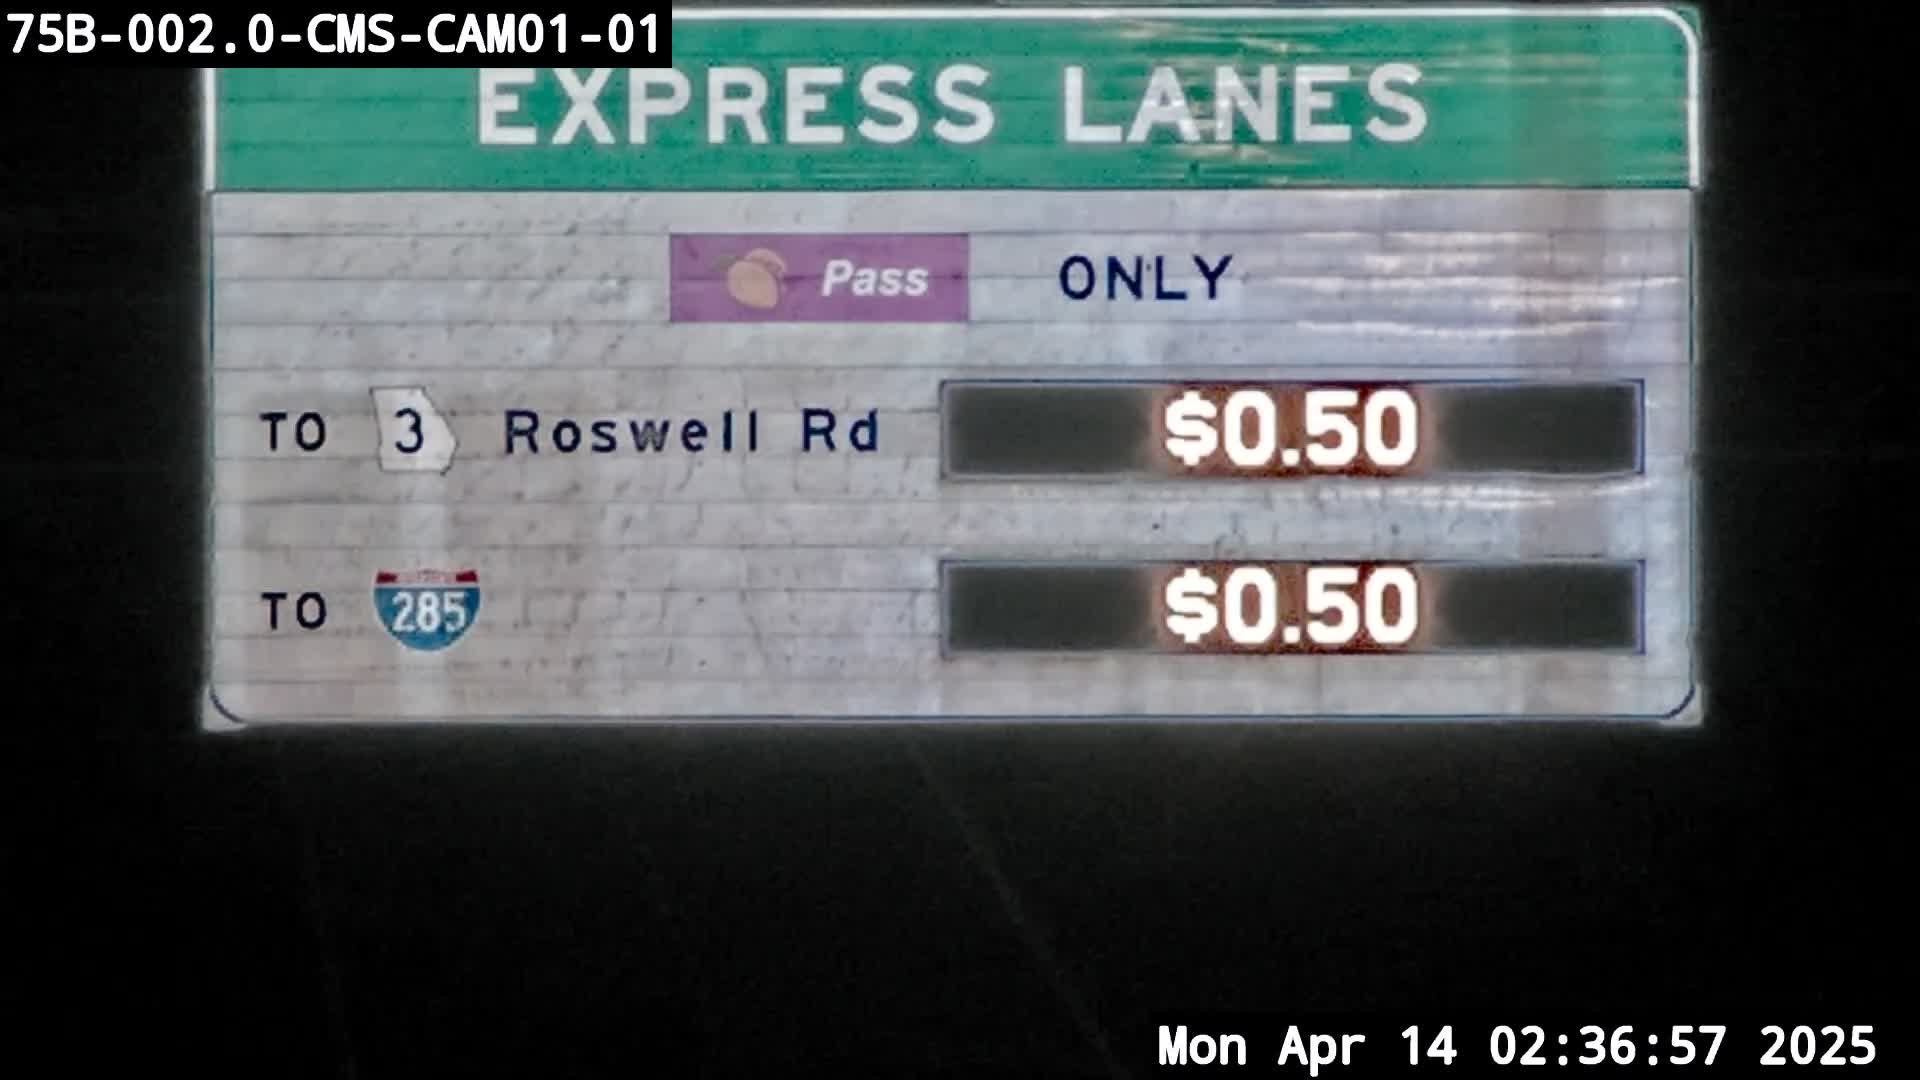 75B-002.0-CMS-CAM01-01
EXPRESS LANES
Pass ONLY
TO 3 Roswell Rd $0.50
TO 285 $0.50
Mon Apr 14 02:36:57 2025